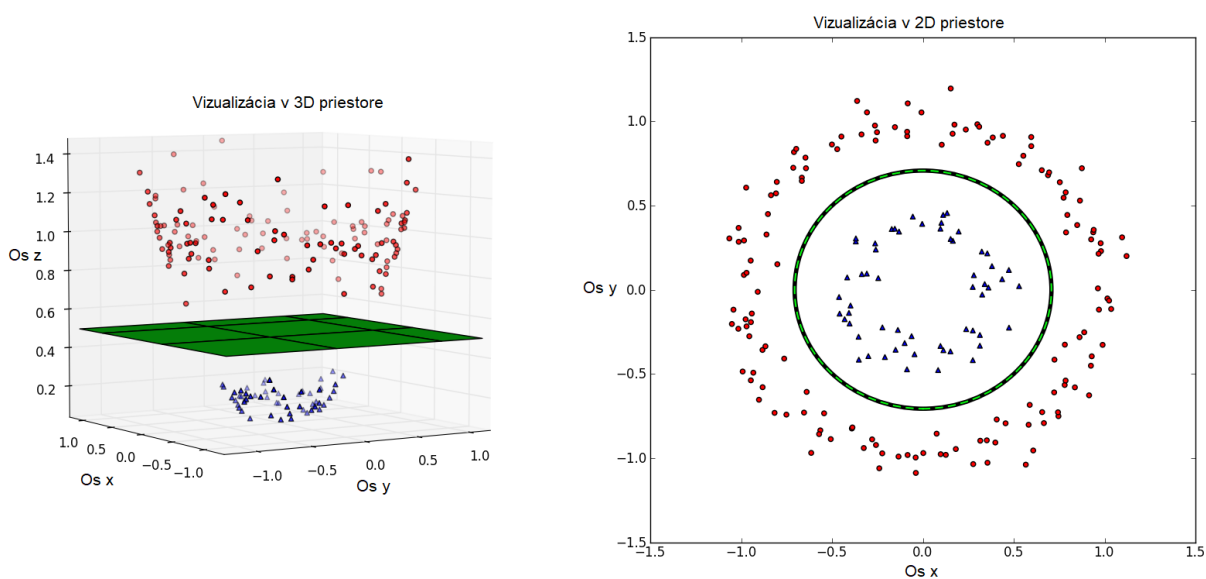 Vizualizácia v 3D priestore
1.4
1.2
1.0
Os z
0.8
0.6
0.4
0.2
1.0 0.5 0.0 −0.5 −1.0
Os x
−1.0 −0.5 0.0 0.5 1.0
Os y
Vizualizácia v 2D priestore
1.5
1.0
0.5
Os y 0.0
−0.5
−1.0
−1.5
−1.5 −1.0 −0.5 0.0 0.5 1.0 1.5
Os x